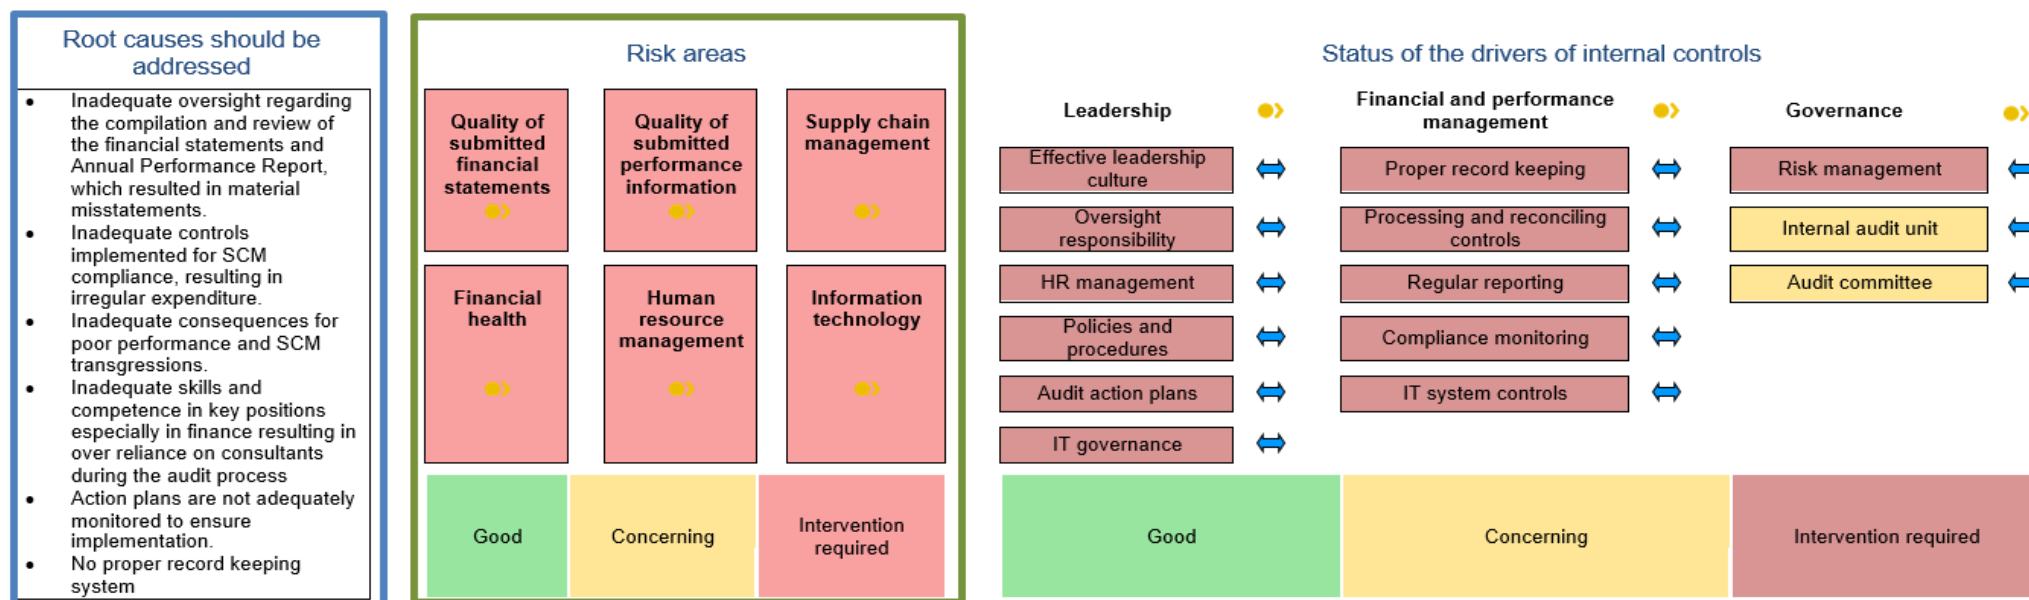 Root causes should be
addressed
• Inadequate oversight regarding
the compilation and review of
the financial statements and
Annual Performance Report,
which resulted in material
misstatements.
• Inadequate controls
implemented for SCM
compliance, resulting in
irregular expenditure.
• Inadequate consequences for
poor performance and SCM
transgressions.
• Inadequate skills and
competence in key positions
especially in finance resulting in
over reliance on consultants
during the audit process
• Action plans are not adequately
monitored to ensure
implementation.
• No proper record keeping
system
Risk areas
Quality of
submitted
financial
statements
Quality of
submitted
performance
information
Supply chain
management
Financial
health
Human
resource
management
Information
technology
Good
Concerning
Intervention
required
Status of the drivers of internal controls
Leadership
Effective leadership
culture
Oversight
responsibility
HR management
Policies and
procedures
Audit action plans
IT governance
Financial and performance
management
Proper record keeping
Processing and reconciling
controls
Regular reporting
Compliance monitoring
IT system controls
Governance
Risk management
Internal audit unit
Audit committee
Good
Concerning
Intervention required